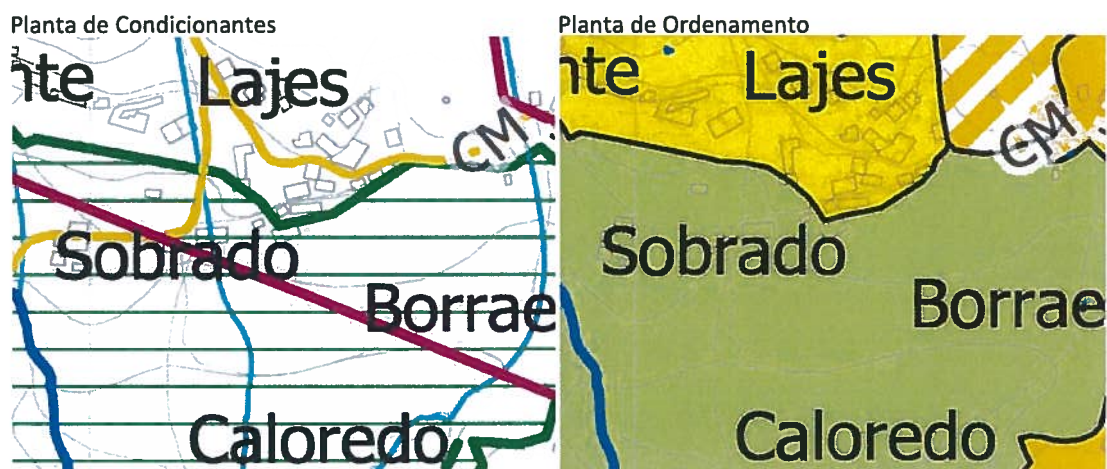 Planta de Condicionantes
nte Lajes
CM
Sobrado
Borrae
Caloredo
Planta de Ordenamento
nte Lajes
CM
Sobrado
Borrae
Caloredo